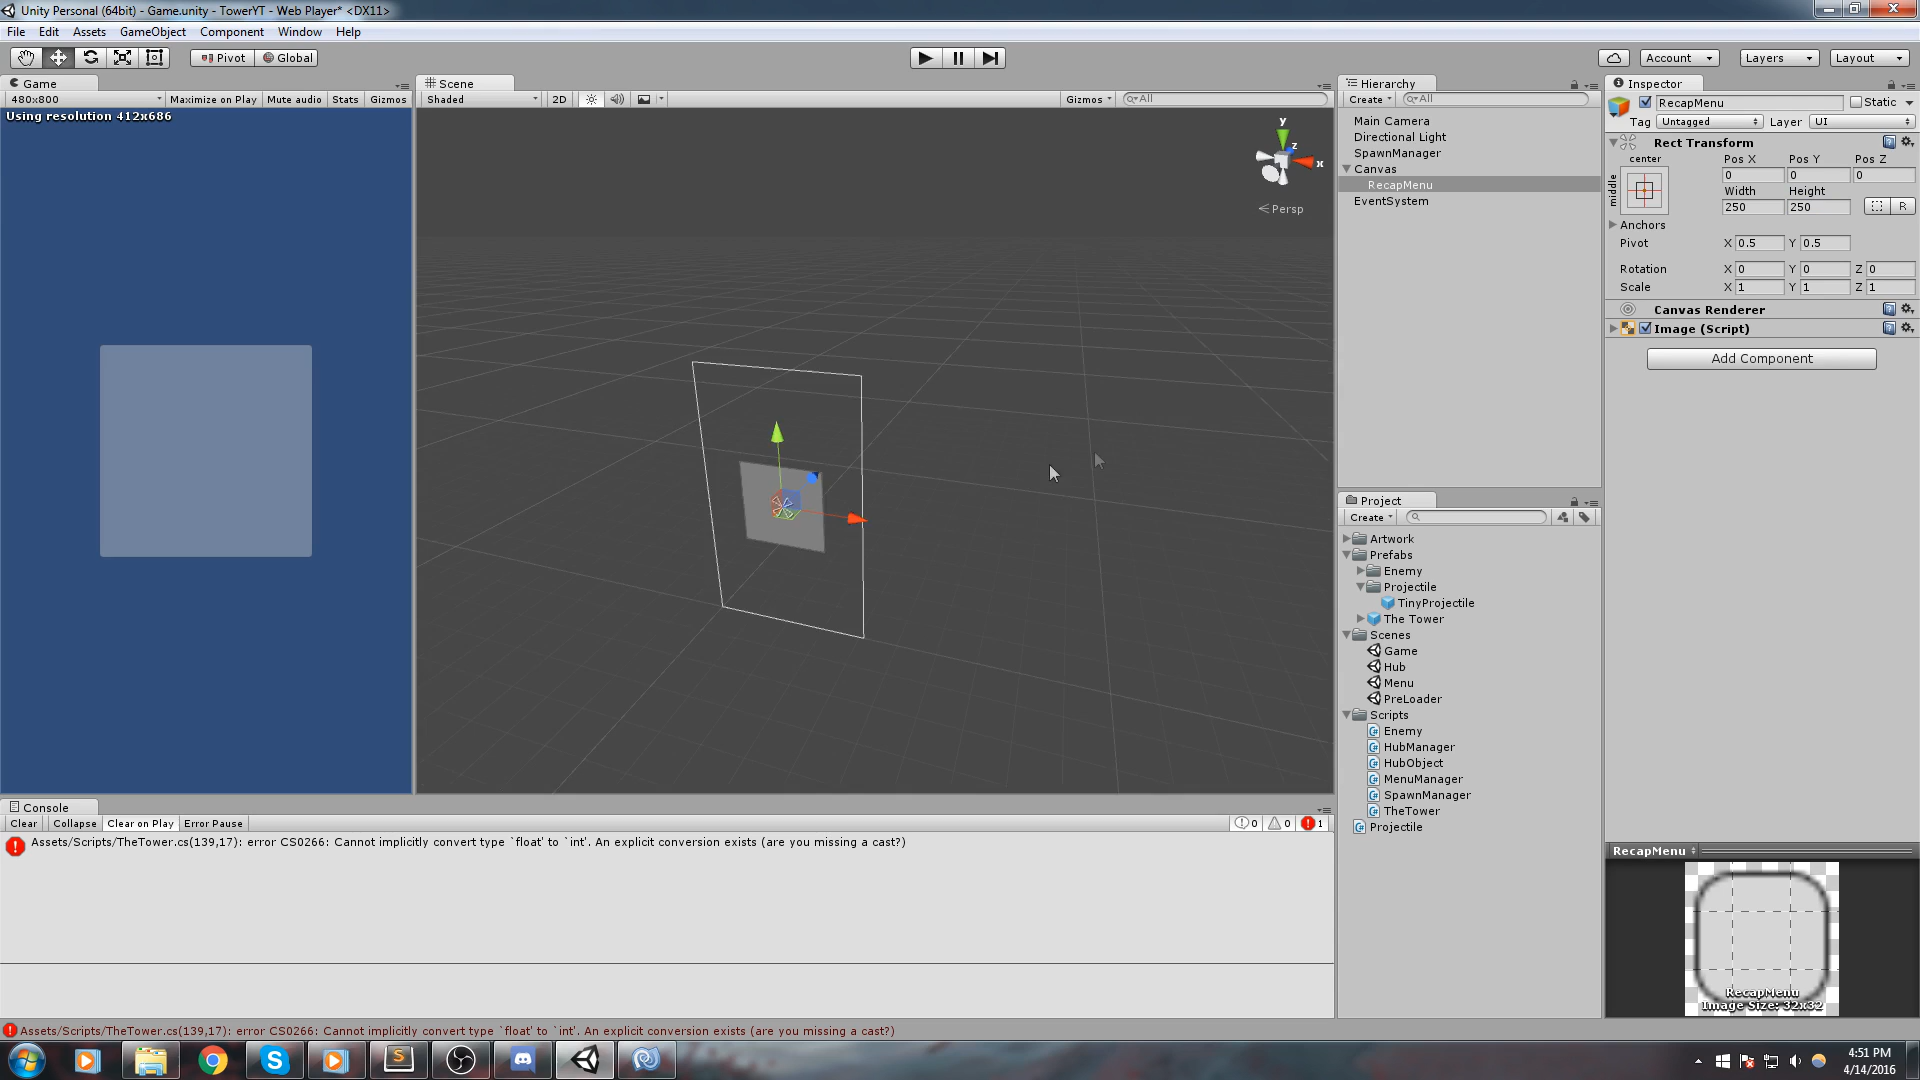 Unity Personal (64bit) - Game.unity - TowerYT - Web Player* <DX11>
File Edit Assets GameObject Component Window Help
Pivot Global Account Layers Layout
Game
480x800 Maximize on Play Mute audio Stats Gizmos
Using resolution 412x686
Scene
Shaded 2D Gizmos All
y
z
x
Persp
Hierarchy
Create All
Main Camera
Directional Light
SpawnManager
Canvas
RecapMenu
EventSystem
Project
Create
Artwork
Prefabs
Enemy
Projectile
TinyProjectile
The Tower
Scenes
Game
Hub
Menu
PreLoader
Scripts
Enemy
HubManager
HubObject
MenuManager
SpawnManager
TheTower
Projectile
Inspector
RecapMenu Static
Tag Untagged Layer UI
Rect Transform
center Pos X Pos Y Pos Z
middle 0 0 0
Width Height
250 250 R
Anchors
Pivot X 0.5 Y 0.5
Rotation X 0 Y 0 Z 0
Scale X 1 Y 1 Z 1
Canvas Renderer
Image (Script)
Add Component
RecapMenu
RecapMenu
Image Size: 32x32
Console
Clear Collapse Clear on Play Error Pause 0 0 1
Assets/Scripts/TheTower.cs(139,17): error CS0266: Cannot implicitly convert type `float' to `int'. An explicit conversion exists (are you missing a cast?)
Assets/Scripts/TheTower.cs(139,17): error CS0266: Cannot implicitly convert type `float' to `int'. An explicit conversion exists (are you missing a cast?)
4:51 PM
4/14/2016